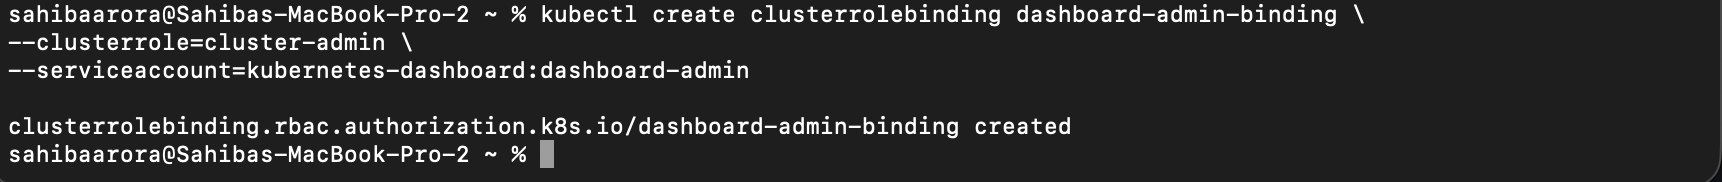 sahibaarora@Sahibas-MacBook-Pro-2 ~ % kubectl create clusterrolebinding dashboard-admin-binding \
--clusterrole=cluster-admin \
--serviceaccount=kubernetes-dashboard:dashboard-admin
clusterrolebinding.rbac.authorization.k8s.io/dashboard-admin-binding created
sahibaarora@Sahibas-MacBook-Pro-2 ~ %